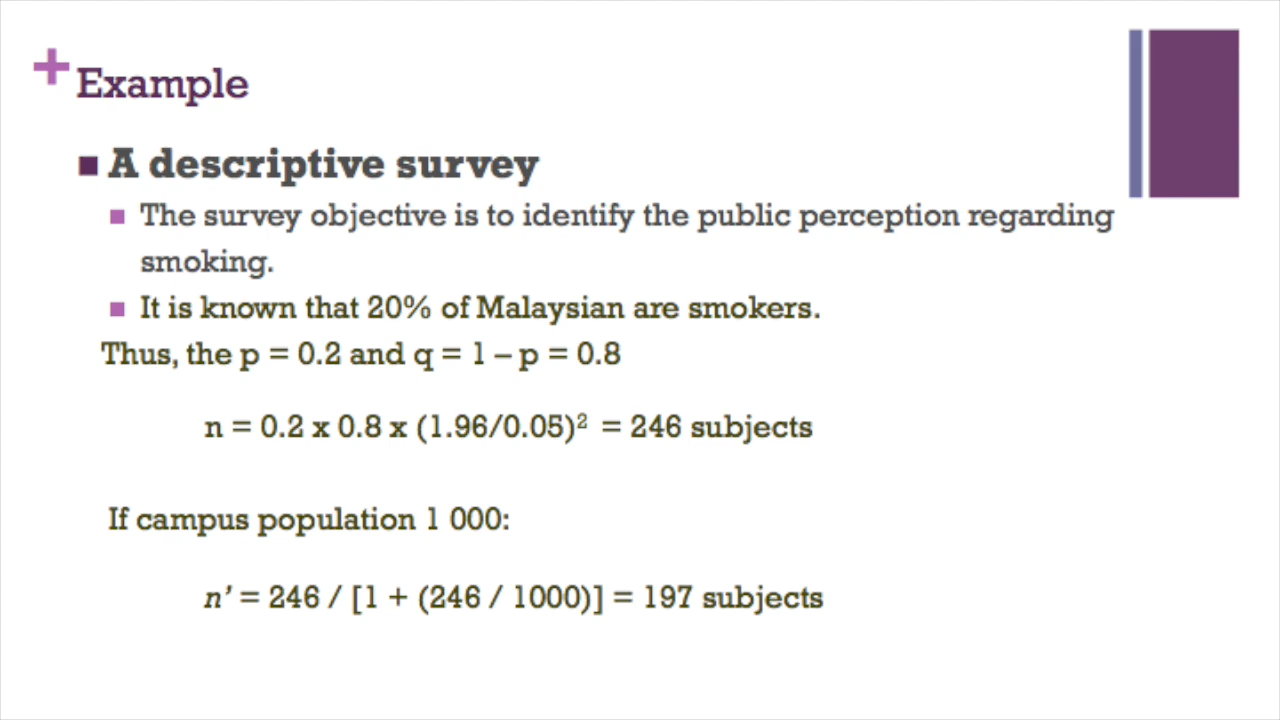 Example
A descriptive survey
The survey objective is to identify the public perception regarding
smoking.
It is known that 20% of Malaysian are smokers.
Thus, the p = 0.2 and q = 1 – p = 0.8
n = 0.2 x 0.8 x (1.96/0.05)² = 246 subjects
If campus population 1 000:
n’ = 246 / [1 + (246 / 1000)] = 197 subjects